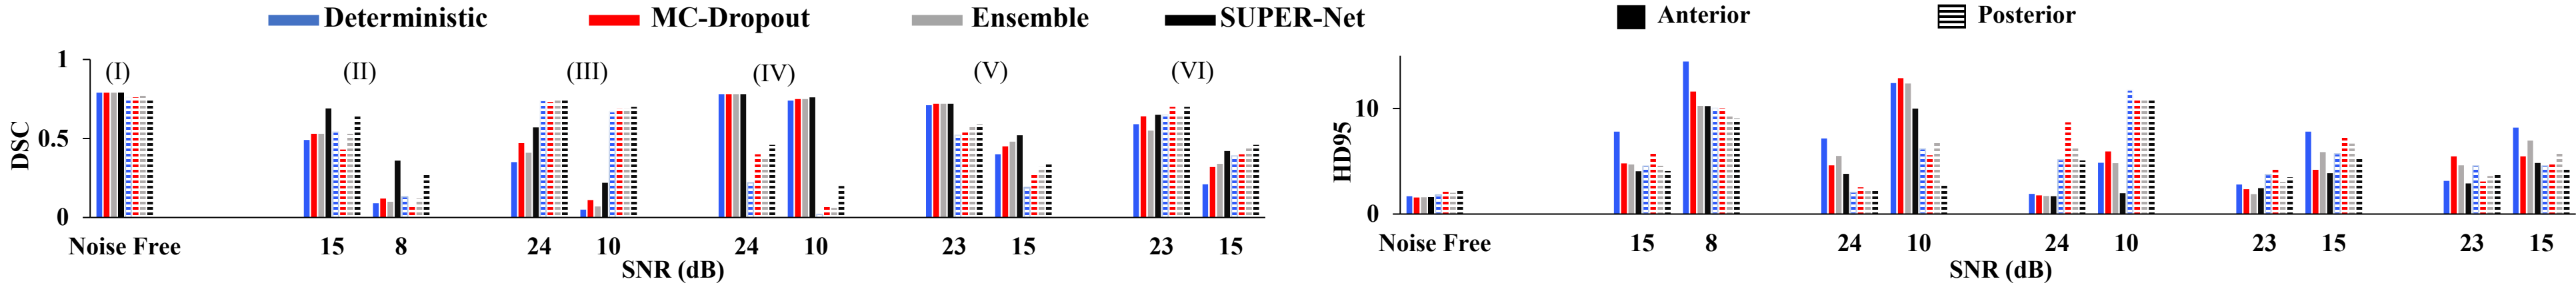 Deterministic MC-Dropout Ensemble SUPER-Net Anterior Posterior
1 (I) (II) (III) (IV) (V) (VI)
DSC 0.5
0
Noise Free 15 8 24 10 24 10 23 15 23 15
SNR (dB)
HD95 10
0
Noise Free 15 8 24 10 24 10 23 15 23 15
SNR (dB)